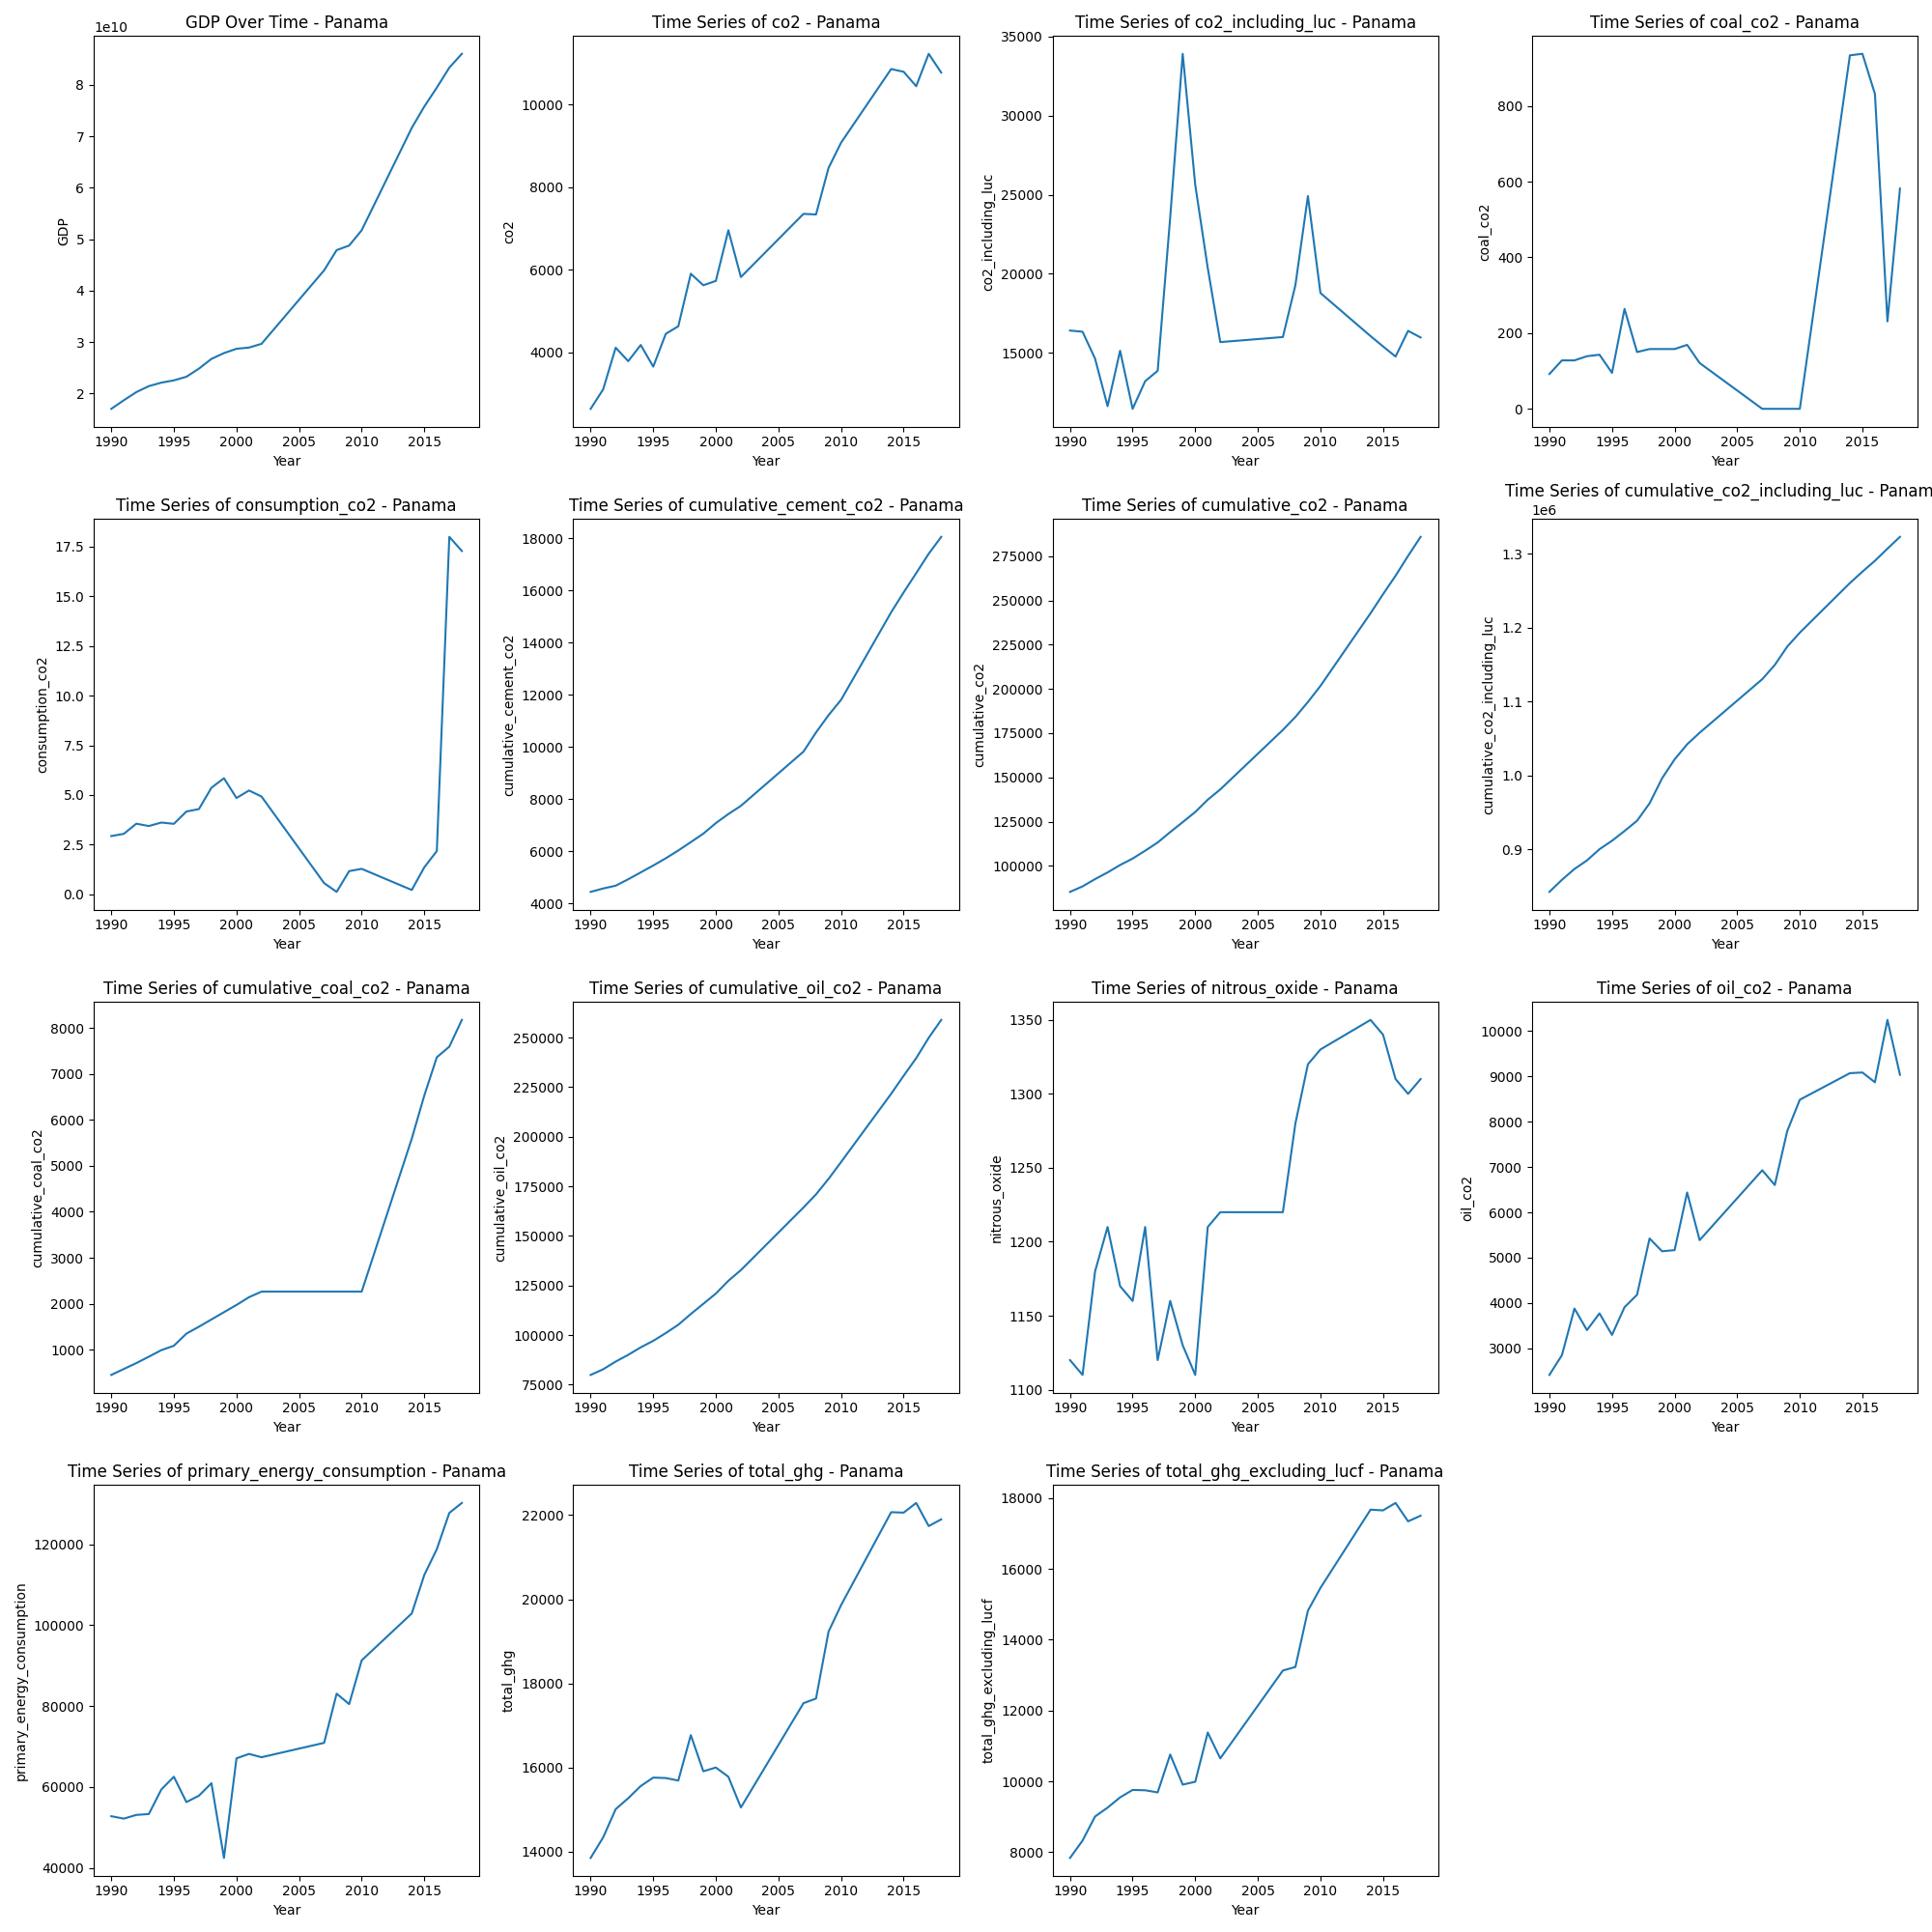 GDP Over Time - Panama
1e10
GDP
8
7
6
5
4
3
2
1990 1995 2000 2005 2010 2015
Year
Time Series of co2 - Panama
co2
10000
8000
6000
4000
1990 1995 2000 2005 2010 2015
Year
Time Series of co2_including_luc - Panama
co2_including_luc
35000
30000
25000
20000
15000
1990 1995 2000 2005 2010 2015
Year
Time Series of coal_co2 - Panama
coal_co2
800
600
400
200
0
1990 1995 2000 2005 2010 2015
Year
Time Series of consumption_co2 - Panama
consumption_co2
17.5
15.0
12.5
10.0
7.5
5.0
2.5
0.0
1990 1995 2000 2005 2010 2015
Year
Time Series of cumulative_cement_co2 - Panama
cumulative_cement_co2
18000
16000
14000
12000
10000
8000
6000
4000
1990 1995 2000 2005 2010 2015
Year
Time Series of cumulative_co2 - Panama
cumulative_co2
275000
250000
225000
200000
175000
150000
125000
100000
1990 1995 2000 2005 2010 2015
Year
Time Series of cumulative_co2_including_luc - Panam
1e6
cumulative_co2_including_luc
1.3
1.2
1.1
1.0
0.9
1990 1995 2000 2005 2010 2015
Year
Time Series of cumulative_coal_co2 - Panama
cumulative_coal_co2
8000
7000
6000
5000
4000
3000
2000
1000
1990 1995 2000 2005 2010 2015
Year
Time Series of cumulative_oil_co2 - Panama
cumulative_oil_co2
250000
225000
200000
175000
150000
125000
100000
75000
1990 1995 2000 2005 2010 2015
Year
Time Series of nitrous_oxide - Panama
nitrous_oxide
1350
1300
1250
1200
1150
1100
1990 1995 2000 2005 2010 2015
Year
Time Series of oil_co2 - Panama
oil_co2
10000
9000
8000
7000
6000
5000
4000
3000
1990 1995 2000 2005 2010 2015
Year
Time Series of primary_energy_consumption - Panama
primary_energy_consumption
120000
100000
80000
60000
40000
1990 1995 2000 2005 2010 2015
Year
Time Series of total_ghg - Panama
total_ghg
22000
20000
18000
16000
14000
1990 1995 2000 2005 2010 2015
Year
Time Series of total_ghg_excluding_lucf - Panama
total_ghg_excluding_lucf
18000
16000
14000
12000
10000
8000
1990 1995 2000 2005 2010 2015
Year